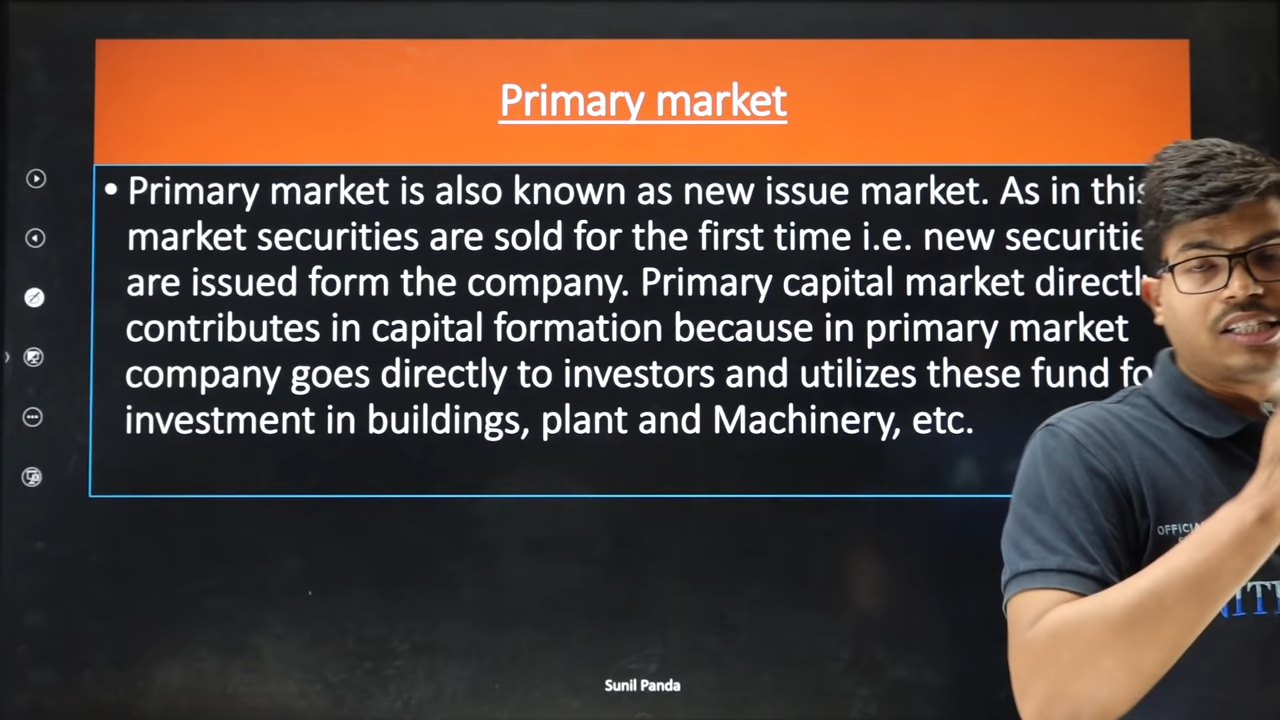 Primary market
• Primary market is also known as new issue market. As in this
market securities are sold for the first time i.e. new securitie
are issued form the company. Primary capital market directl
contributes in capital formation because in primary market
company goes directly to investors and utilizes these fund fo
investment in buildings, plant and Machinery, etc.
Sunil Panda